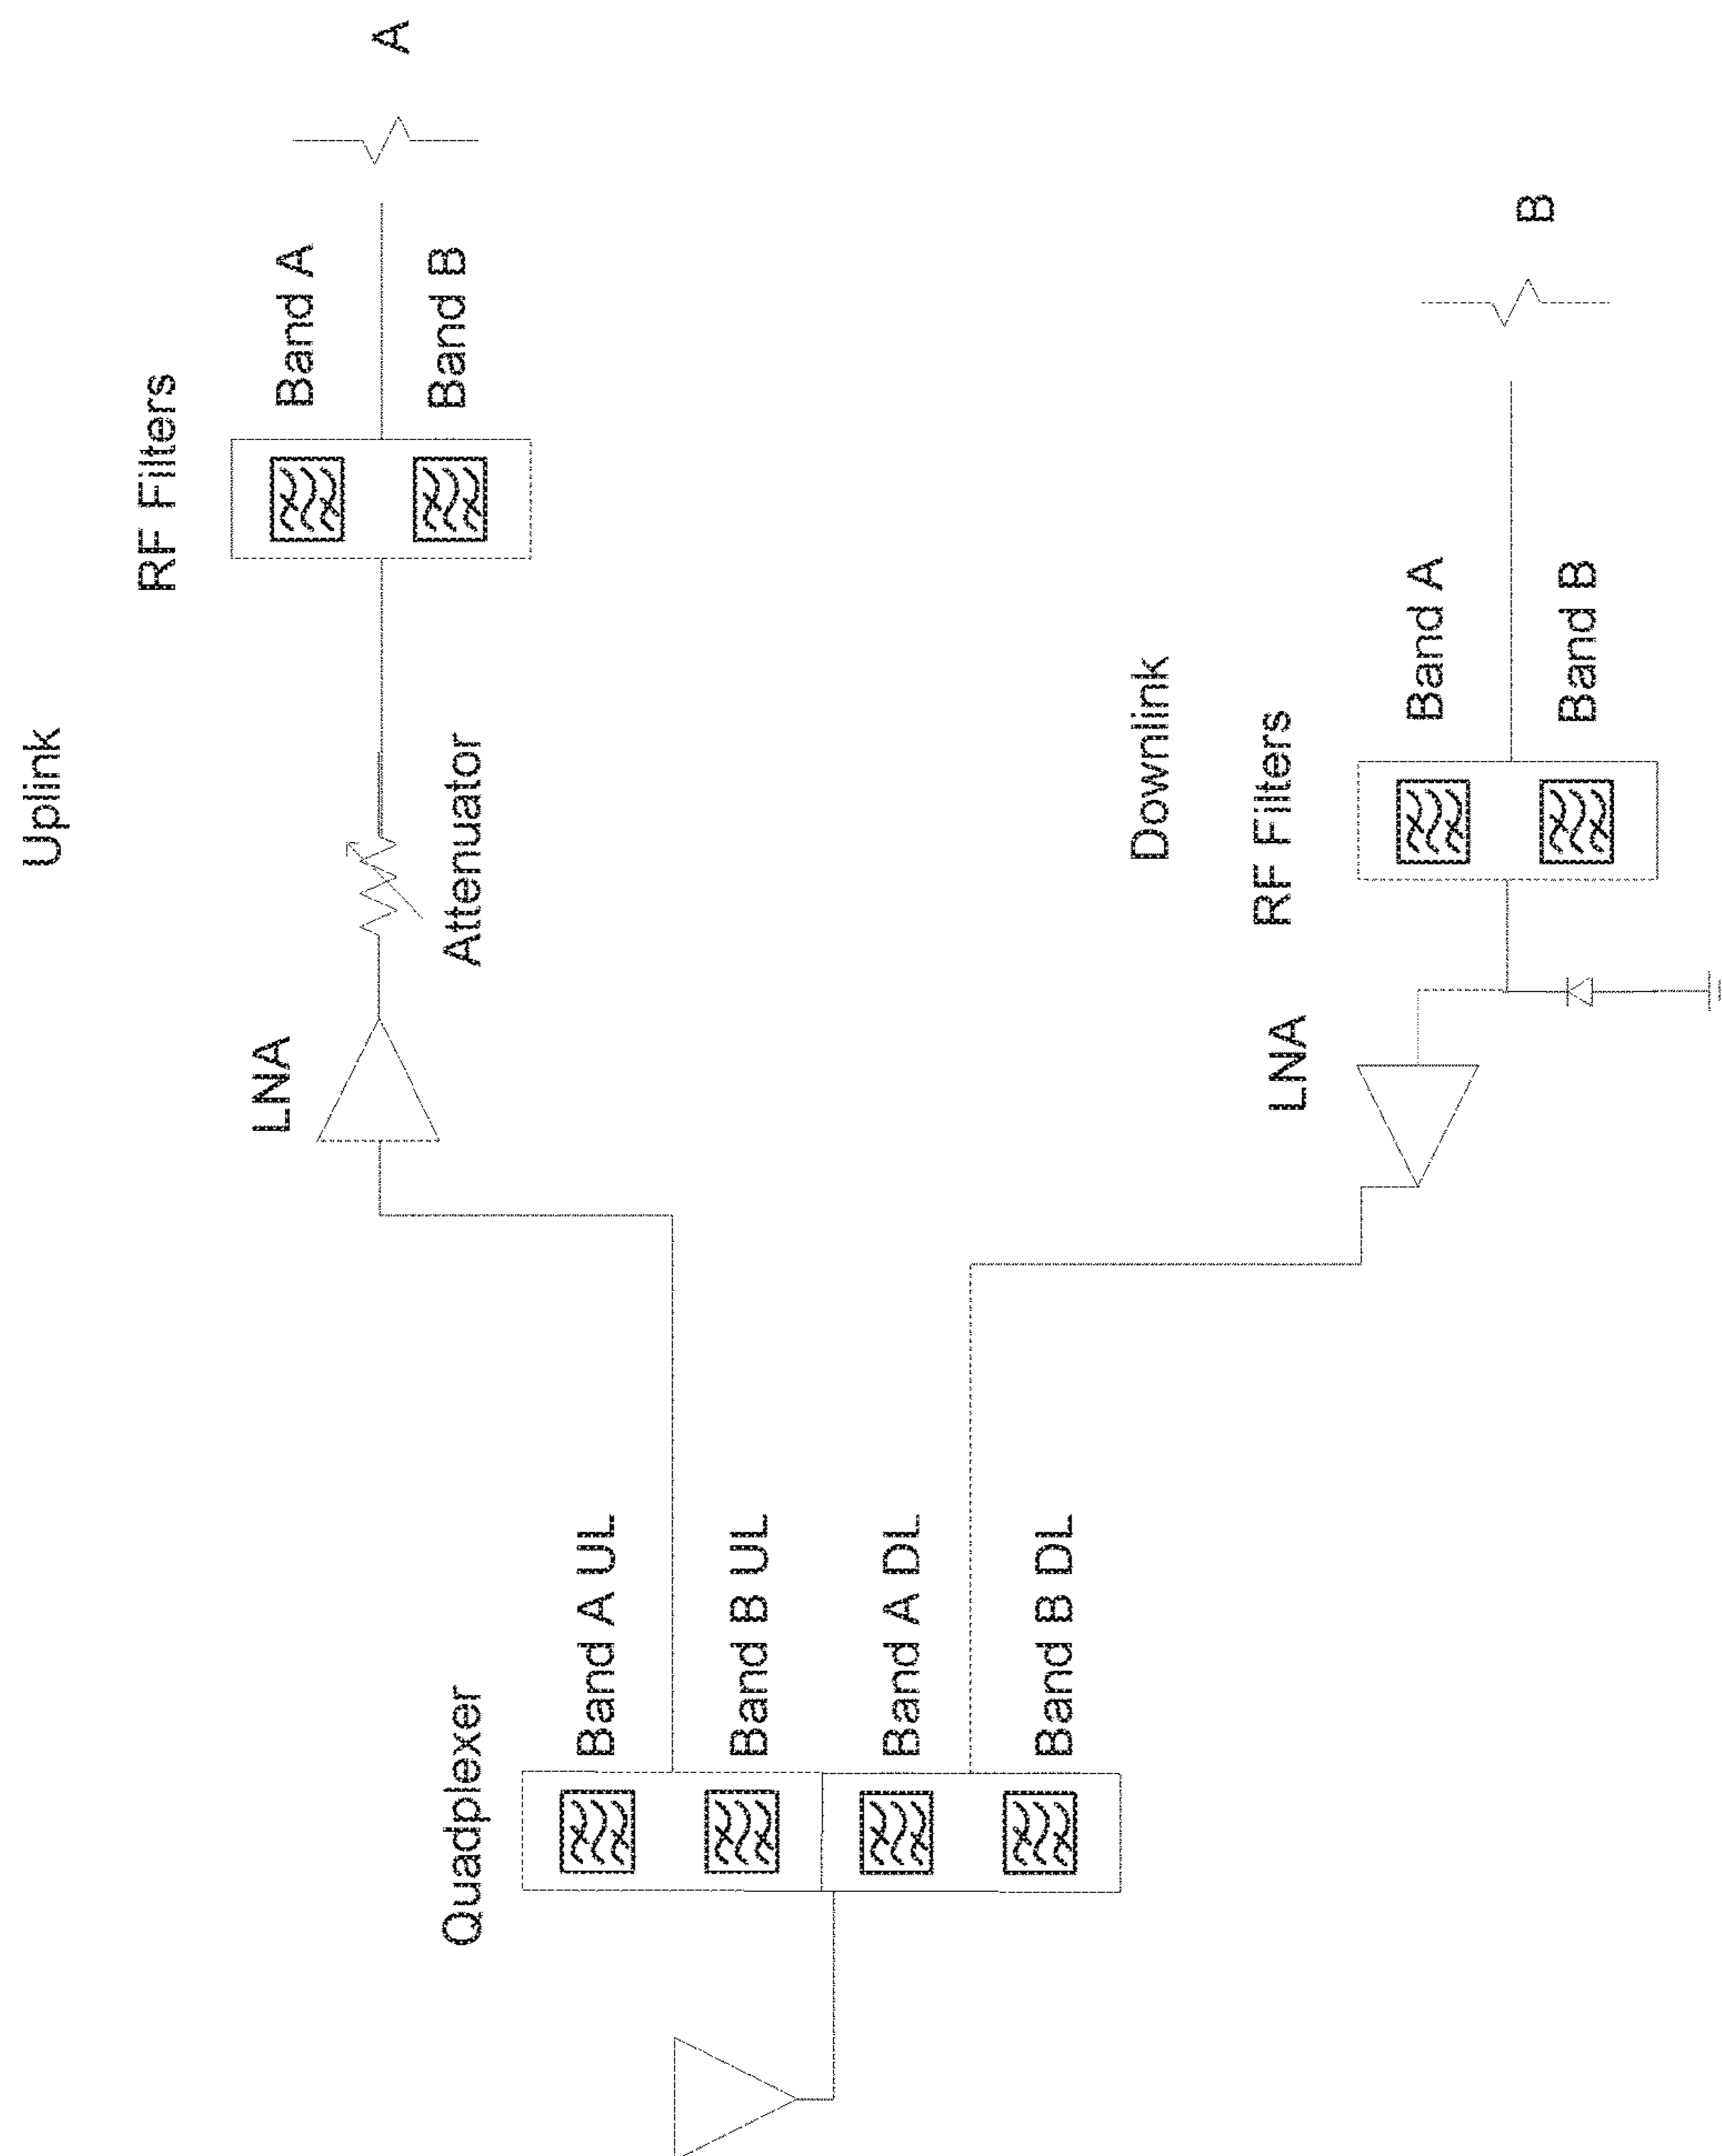 Uplink
RF Filters
Band A
A
Band B
LNA
Attenuator
Quadplexer
Band A UL
Band B UL
Band A DL
Band B DL
Downlink
LNA
RF Filters
Band A
B
Band B